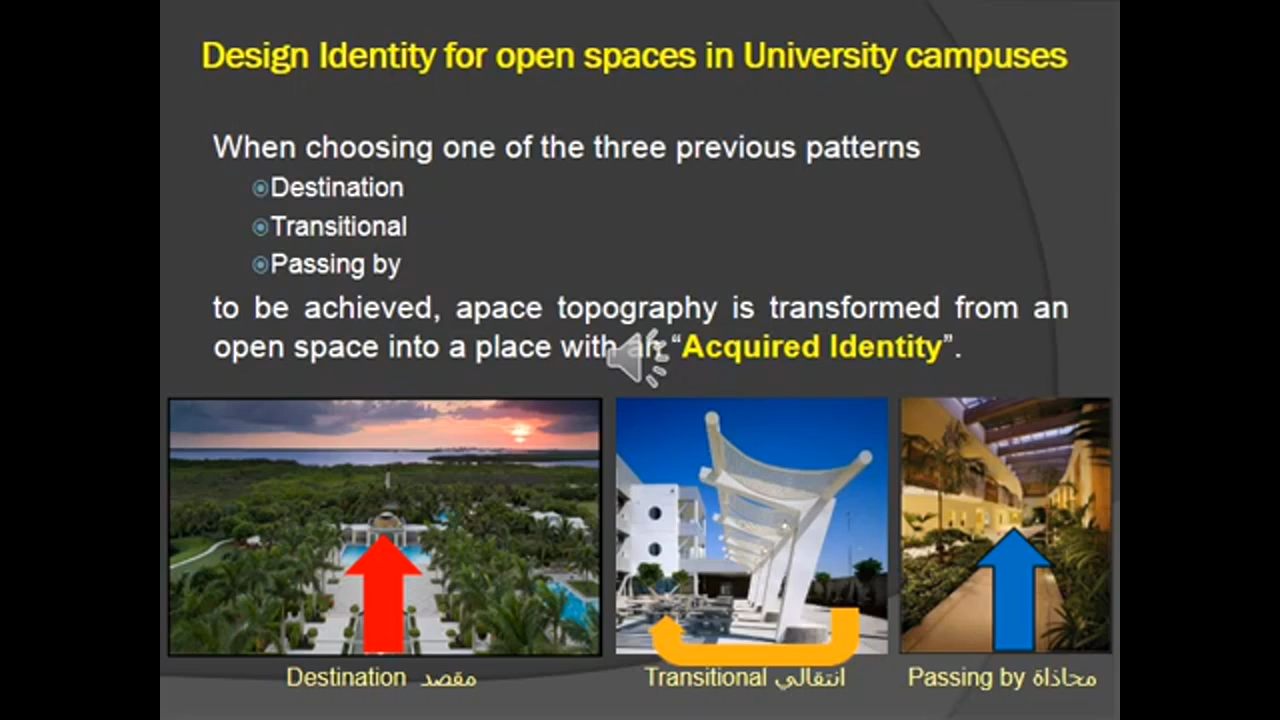 Design Identity for open spaces in University campuses
When choosing one of the three previous patterns
Destination
Transitional
Passing by
to be achieved, apace topography is transformed from an
open space into a place with an “Acquired Identity”.
Destination مقصد
Transitional انتقالي
Passing by محاذاة